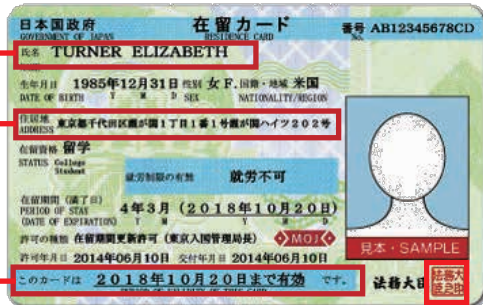 日本国政府 在留カード 番号 AB12345678CD
GOVERNMENT OF JAPAN RESIDENCE CARD No.
氏名 TURNER ELIZABETH
生年月日 1985年12月31日 性別 女 F. 国籍・地域 米国
DATE OF BIRTH Y M D SEX NATIONALITY/REGION
住居地 東京都千代田区霞が関1丁目1番1号霞が関ハイツ202号
ADDRESS
在留資格 留学
STATUS College
Student
就労制限の有無 就労不可
在留期間（満了日） 4年3月（2018年10月20日）
PERIOD OF STAY
(DATE OF EXPIRATION) Y M Y M D
許可の種類 在留期間更新許可（東京入国管理局長） MOJ
許可年月日 2014年06月10日 交付年月日 2014年06月10日
見本・SAMPLE
このカードは 2018年10月20日まで有効 です。
法務大